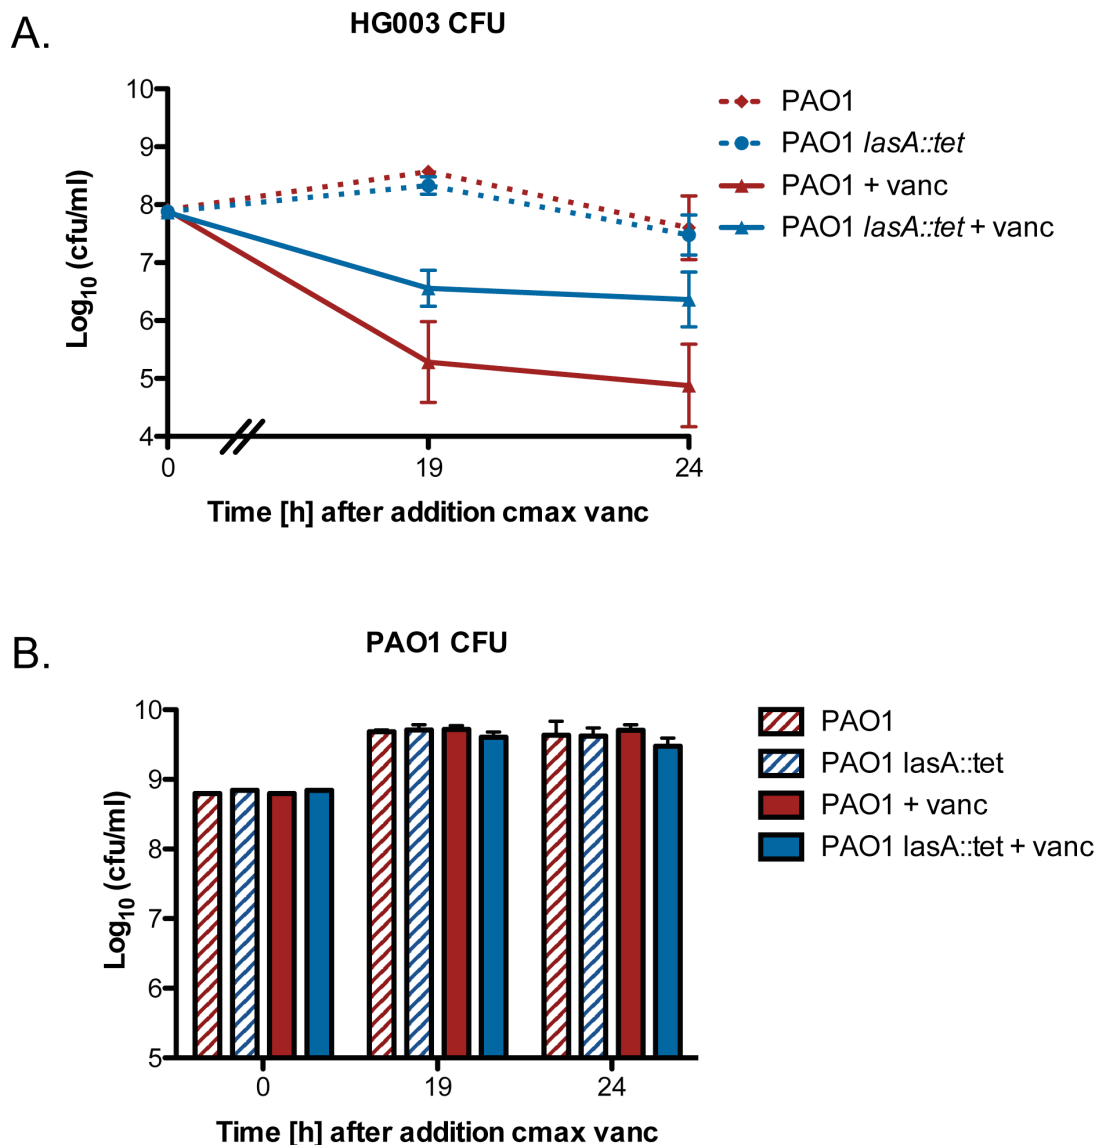 A.
HG003 CFU
10
9
8
7
6
5
4
Log10 (cfu/ml)
0
19
24
Time [h] after addition cmax vanc
PAO1
PAO1 lasA::tet
PAO1 + vanc
PAO1 lasA::tet + vanc
B.
PAO1 CFU
10
9
8
7
6
5
Log10 (cfu/ml)
0
19
24
Time [h] after addition cmax vanc
PAO1
PAO1 lasA::tet
PAO1 + vanc
PAO1 lasA::tet + vanc